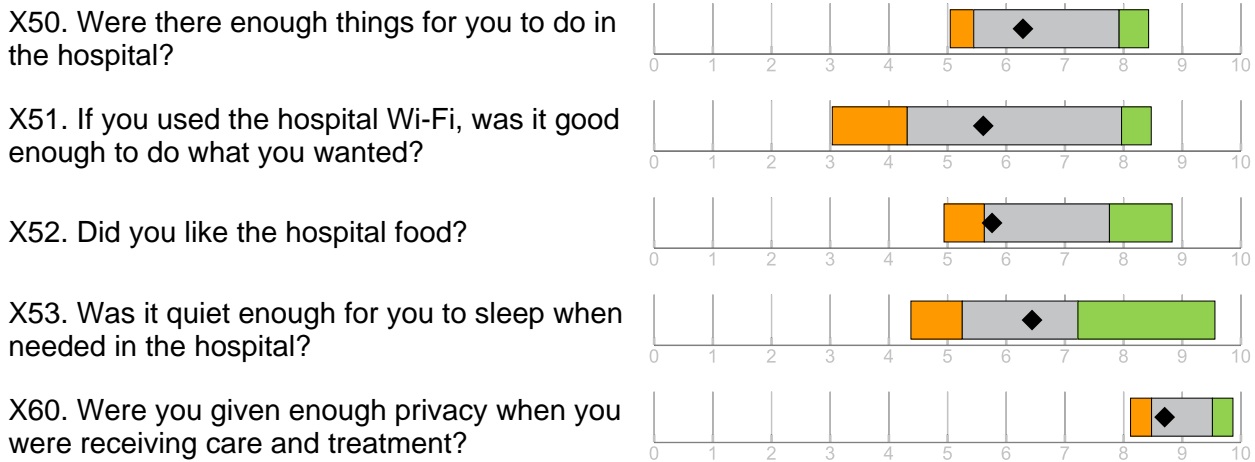 X50. Were there enough things for you to do in
the hospital?
0 1 2 3 4 5 6 7 8 9 10
X51. If you used the hospital Wi-Fi, was it good
enough to do what you wanted?
0 1 2 3 4 5 6 7 8 9 10
X52. Did you like the hospital food?
0 1 2 3 4 5 6 7 8 9 10
X53. Was it quiet enough for you to sleep when
needed in the hospital?
0 1 2 3 4 5 6 7 8 9 10
X60. Were you given enough privacy when you
were receiving care and treatment?
0 1 2 3 4 5 6 7 8 9 10